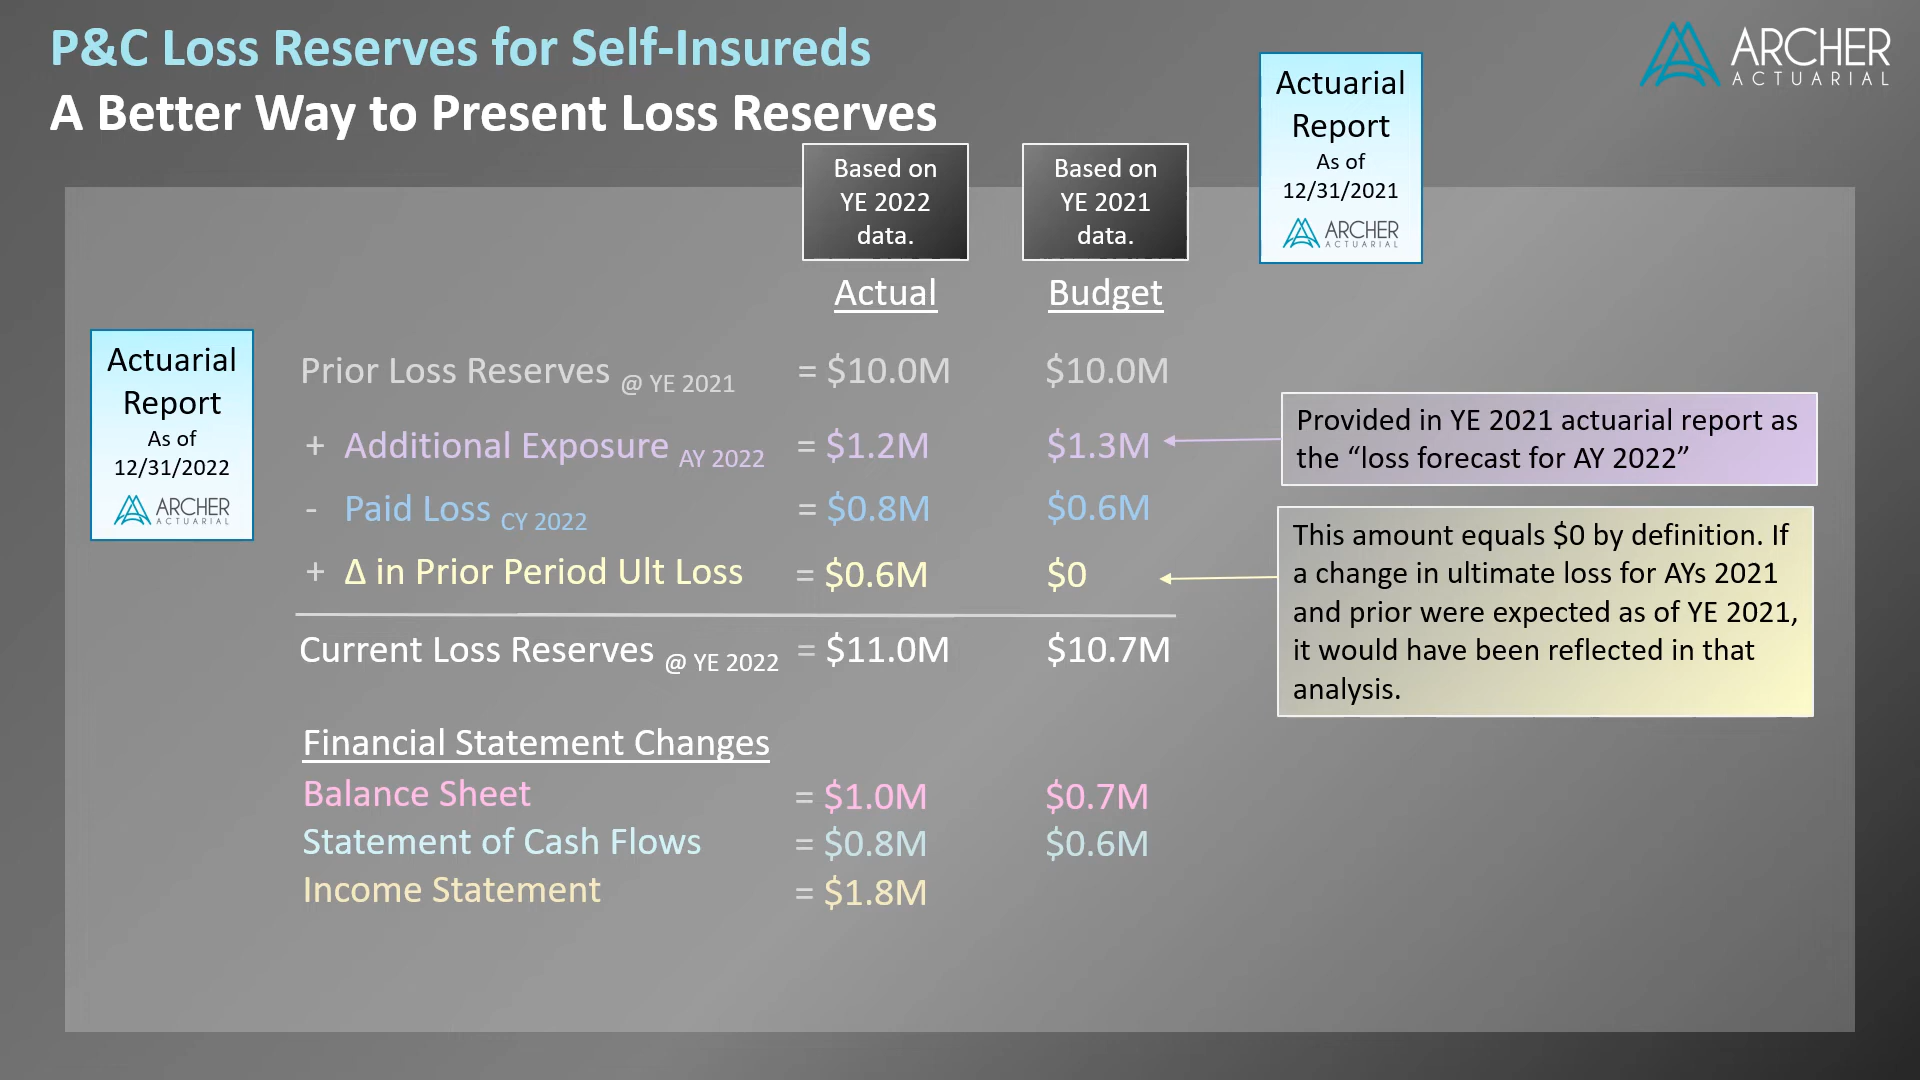 P&C Loss Reserves for Self-Insureds
A Better Way to Present Loss Reserves
ARCHER
ACTUARIAL
Actuarial
Report
As of
12/31/2021
ARCHER
ACTUARIAL
Based on
YE 2022
data.
Based on
YE 2021
data.
Actual Budget
Actuarial
Report
As of
12/31/2022
ARCHER
ACTUARIAL
Prior Loss Reserves @ YE 2021 = $10.0M $10.0M
+ Additional Exposure AY 2022 = $1.2M $1.3M
- Paid Loss CY 2022 = $0.8M $0.6M
+ Δ in Prior Period Ult Loss = $0.6M $0
Current Loss Reserves @ YE 2022 = $11.0M $10.7M
Provided in YE 2021 actuarial report as
the “loss forecast for AY 2022”
This amount equals $0 by definition. If
a change in ultimate loss for AYs 2021
and prior were expected as of YE 2021,
it would have been reflected in that
analysis.
Financial Statement Changes
Balance Sheet = $1.0M $0.7M
Statement of Cash Flows = $0.8M $0.6M
Income Statement = $1.8M